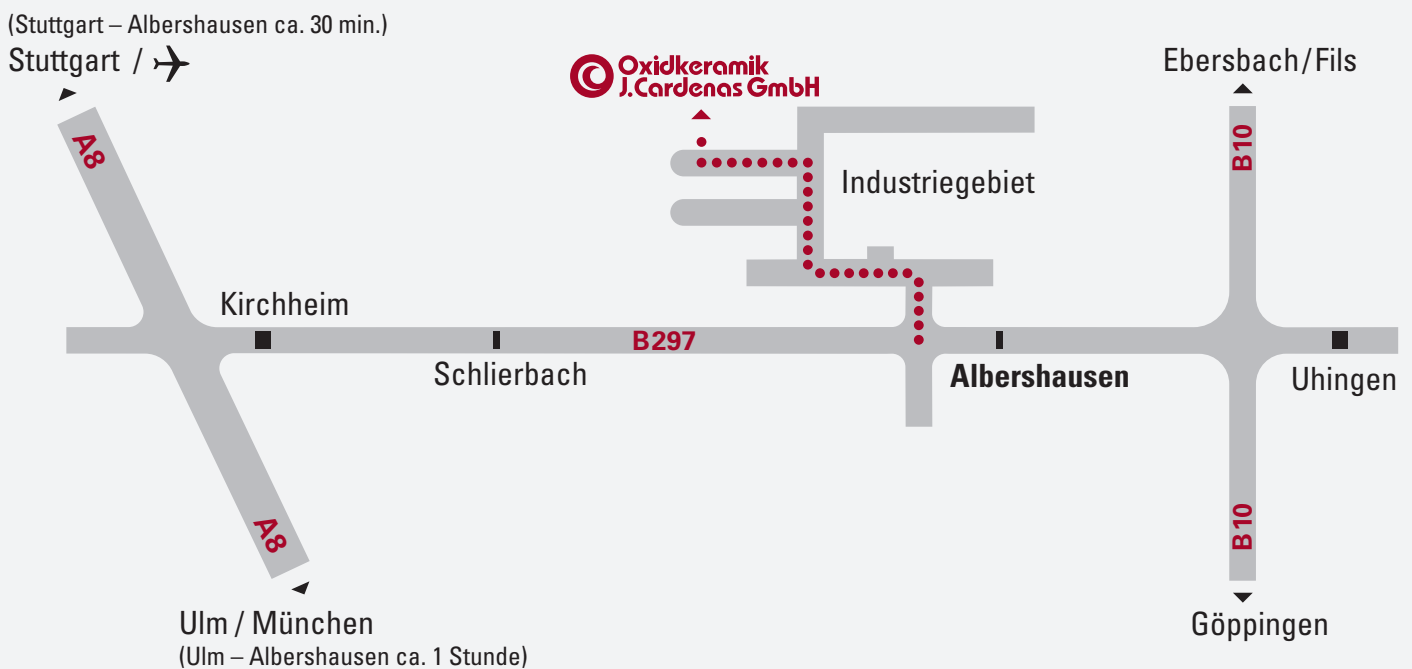 (Stuttgart – Albershausen ca. 30 min.)
Stuttgart /
Oxidkeramik
J.Cardenas GmbH
Ebersbach/Fils
A8
B10
Industriegebiet
Kirchheim
B297
Schlierbach
Albershausen
Uhingen
A8
B10
Ulm / München
(Ulm – Albershausen ca. 1 Stunde)
Göppingen